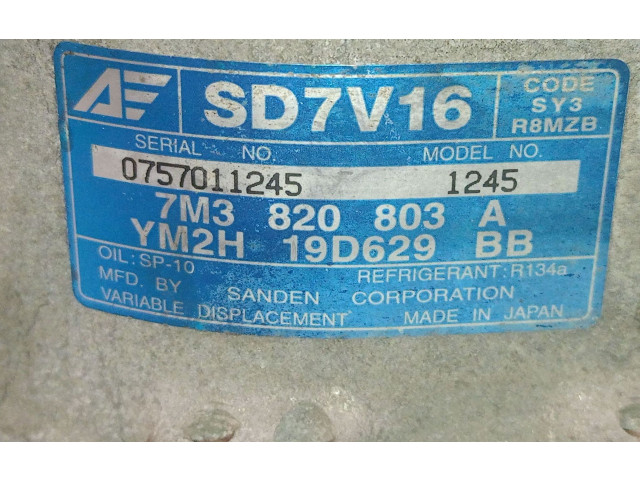 AE SD7V16 CODE
SY3
R8MZB
SERIAL NO. MODEL NO.
0757011245 1245
7M3 820 803 A
YM2H 19D629 BB
OIL: SP-10 REFRIGERANT: R134a
MFD. BY SANDEN CORPORATION
VARIABLE DISPLACEMENT MADE IN JAPAN